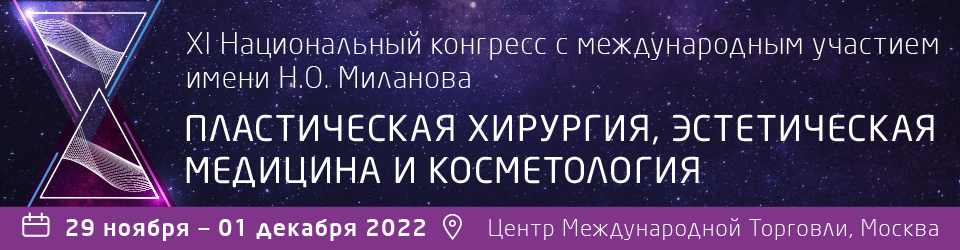 XI Национальный конгресс с международным участием
имени Н.О. Миланова
ПЛАСТИЧЕСКАЯ ХИРУРГИЯ, ЭСТЕТИЧЕСКАЯ
МЕДИЦИНА И КОСМЕТОЛОГИЯ
29 ноября – 01 декабря 2022 Центр Международной Торговли, Москва